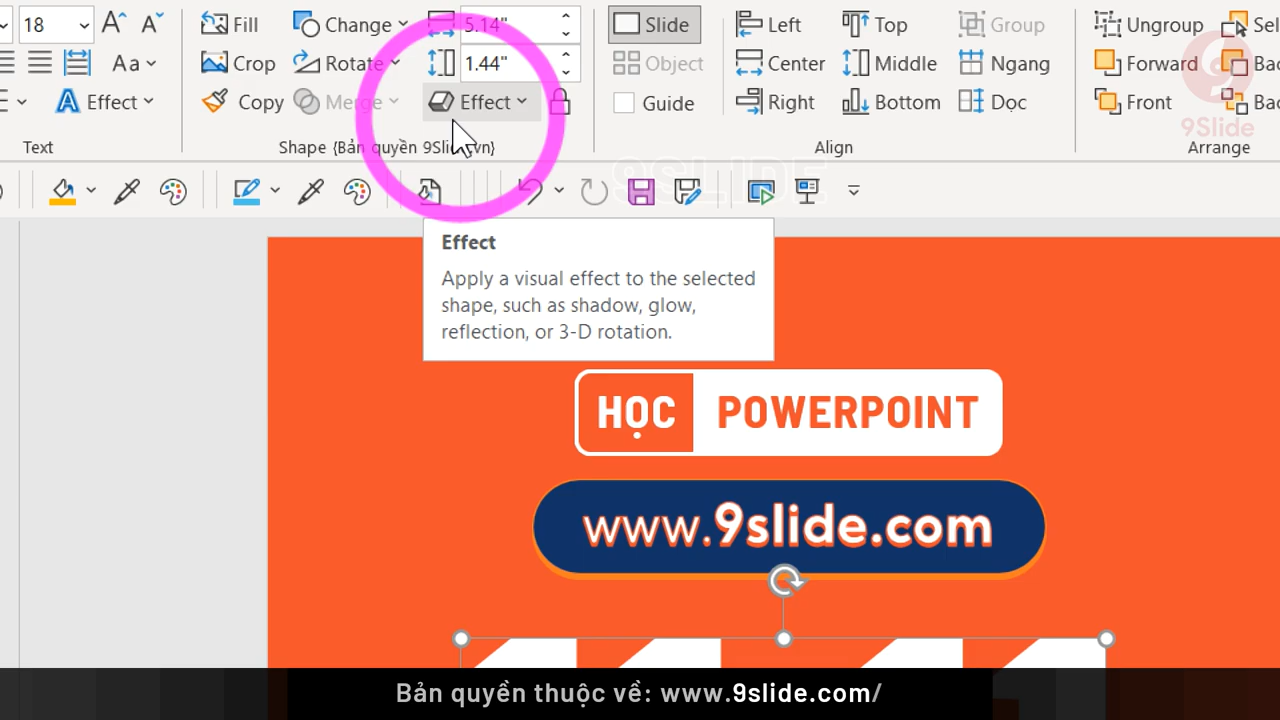 18 A A Fill Change 5.14" Slide Left Top Group Ungroup
Aa Crop Rotate 1.44" Object Center Middle Ngang Forward
A Effect Copy Merge Effect Guide Right Bottom Dọc Front
Text Shape {Bản quyền 9Slide.vn} Align Arrange
9Slide
9SLIDE
Effect
Apply a visual effect to the selected
shape, such as shadow, glow,
reflection, or 3-D rotation.
HỌC POWERPOINT
www.9slide.com
Bản quyền thuộc về: www.9slide.com/